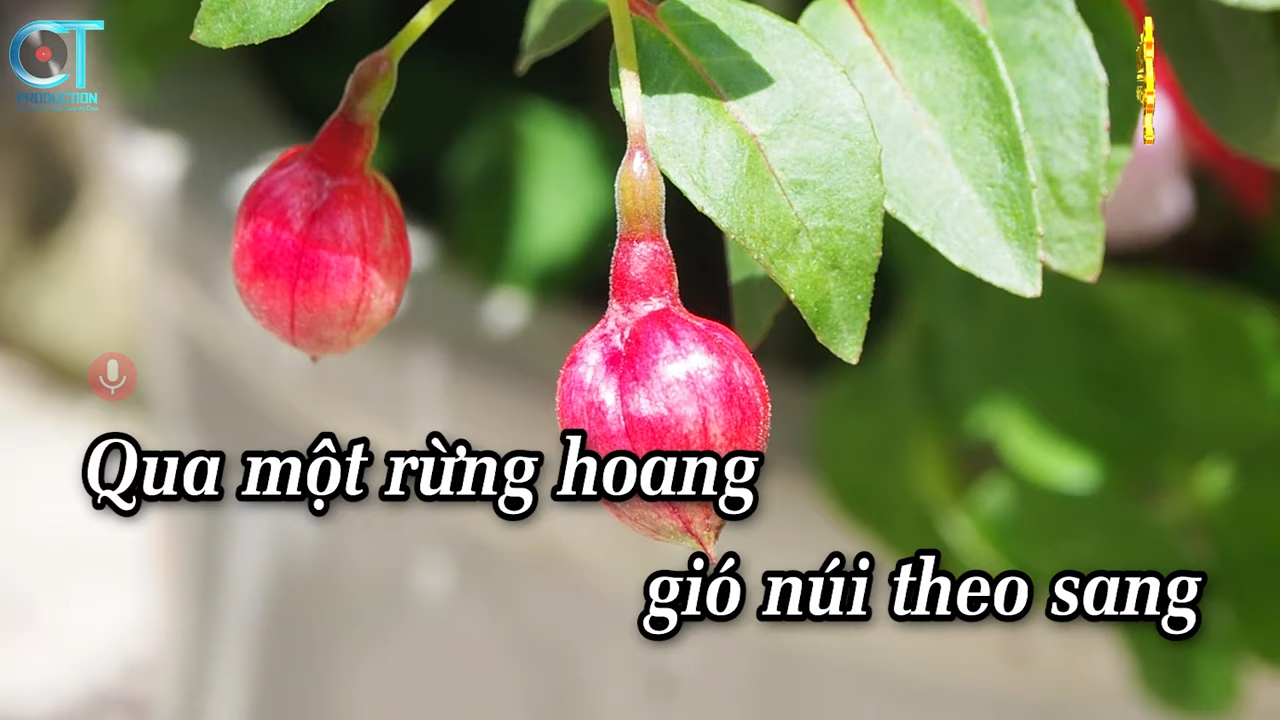 CT
PRODUCTION
Qua một rừng hoang
gió núi theo sang